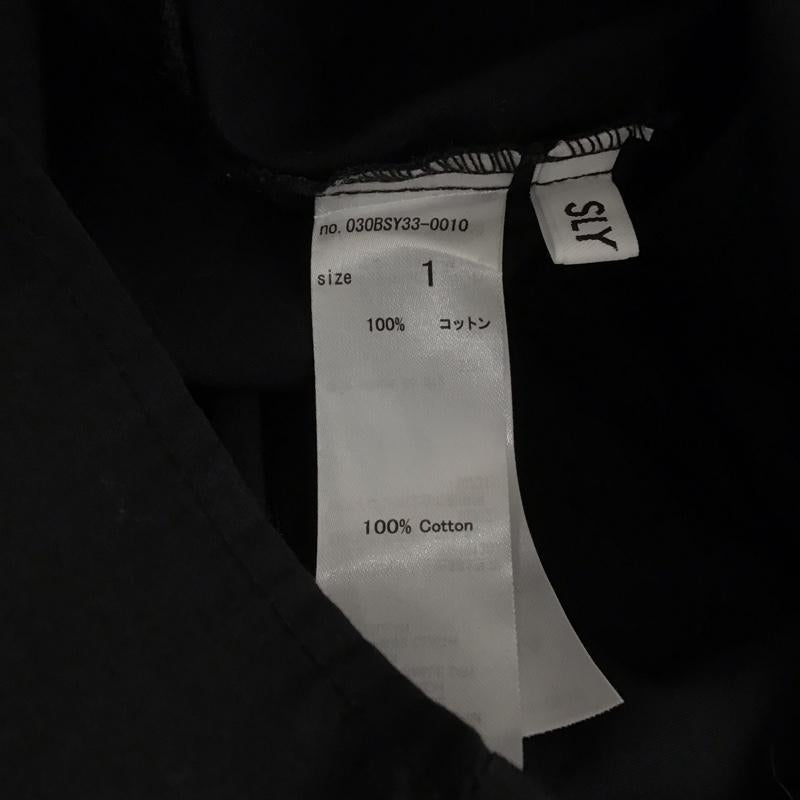 no. 030BSY33-0010
size 1
100% コットン
100% Cotton
SLY